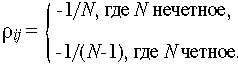 -1/N, где N нечетное,
ρij =
-1/(N-1), где N четное.